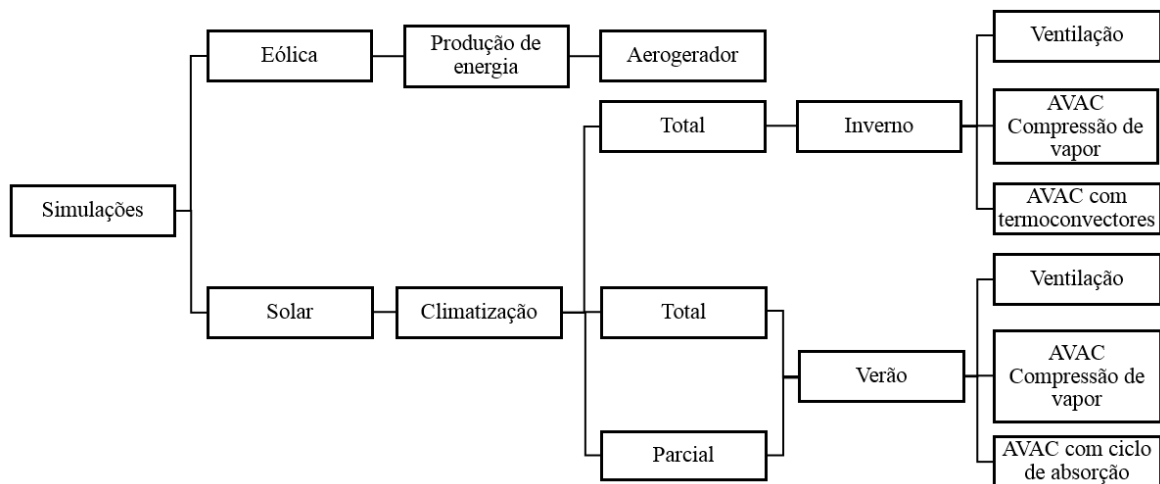 Simulações
Eólica
Produção de
energia
Aerogerador
Solar
Climatização
Total
Inverno
Ventilação
AVAC
Compressão de
vapor
AVAC com
termoconvectores
Total
Parcial
Verão
Ventilação
AVAC
Compressão de
vapor
AVAC com ciclo
de absorção